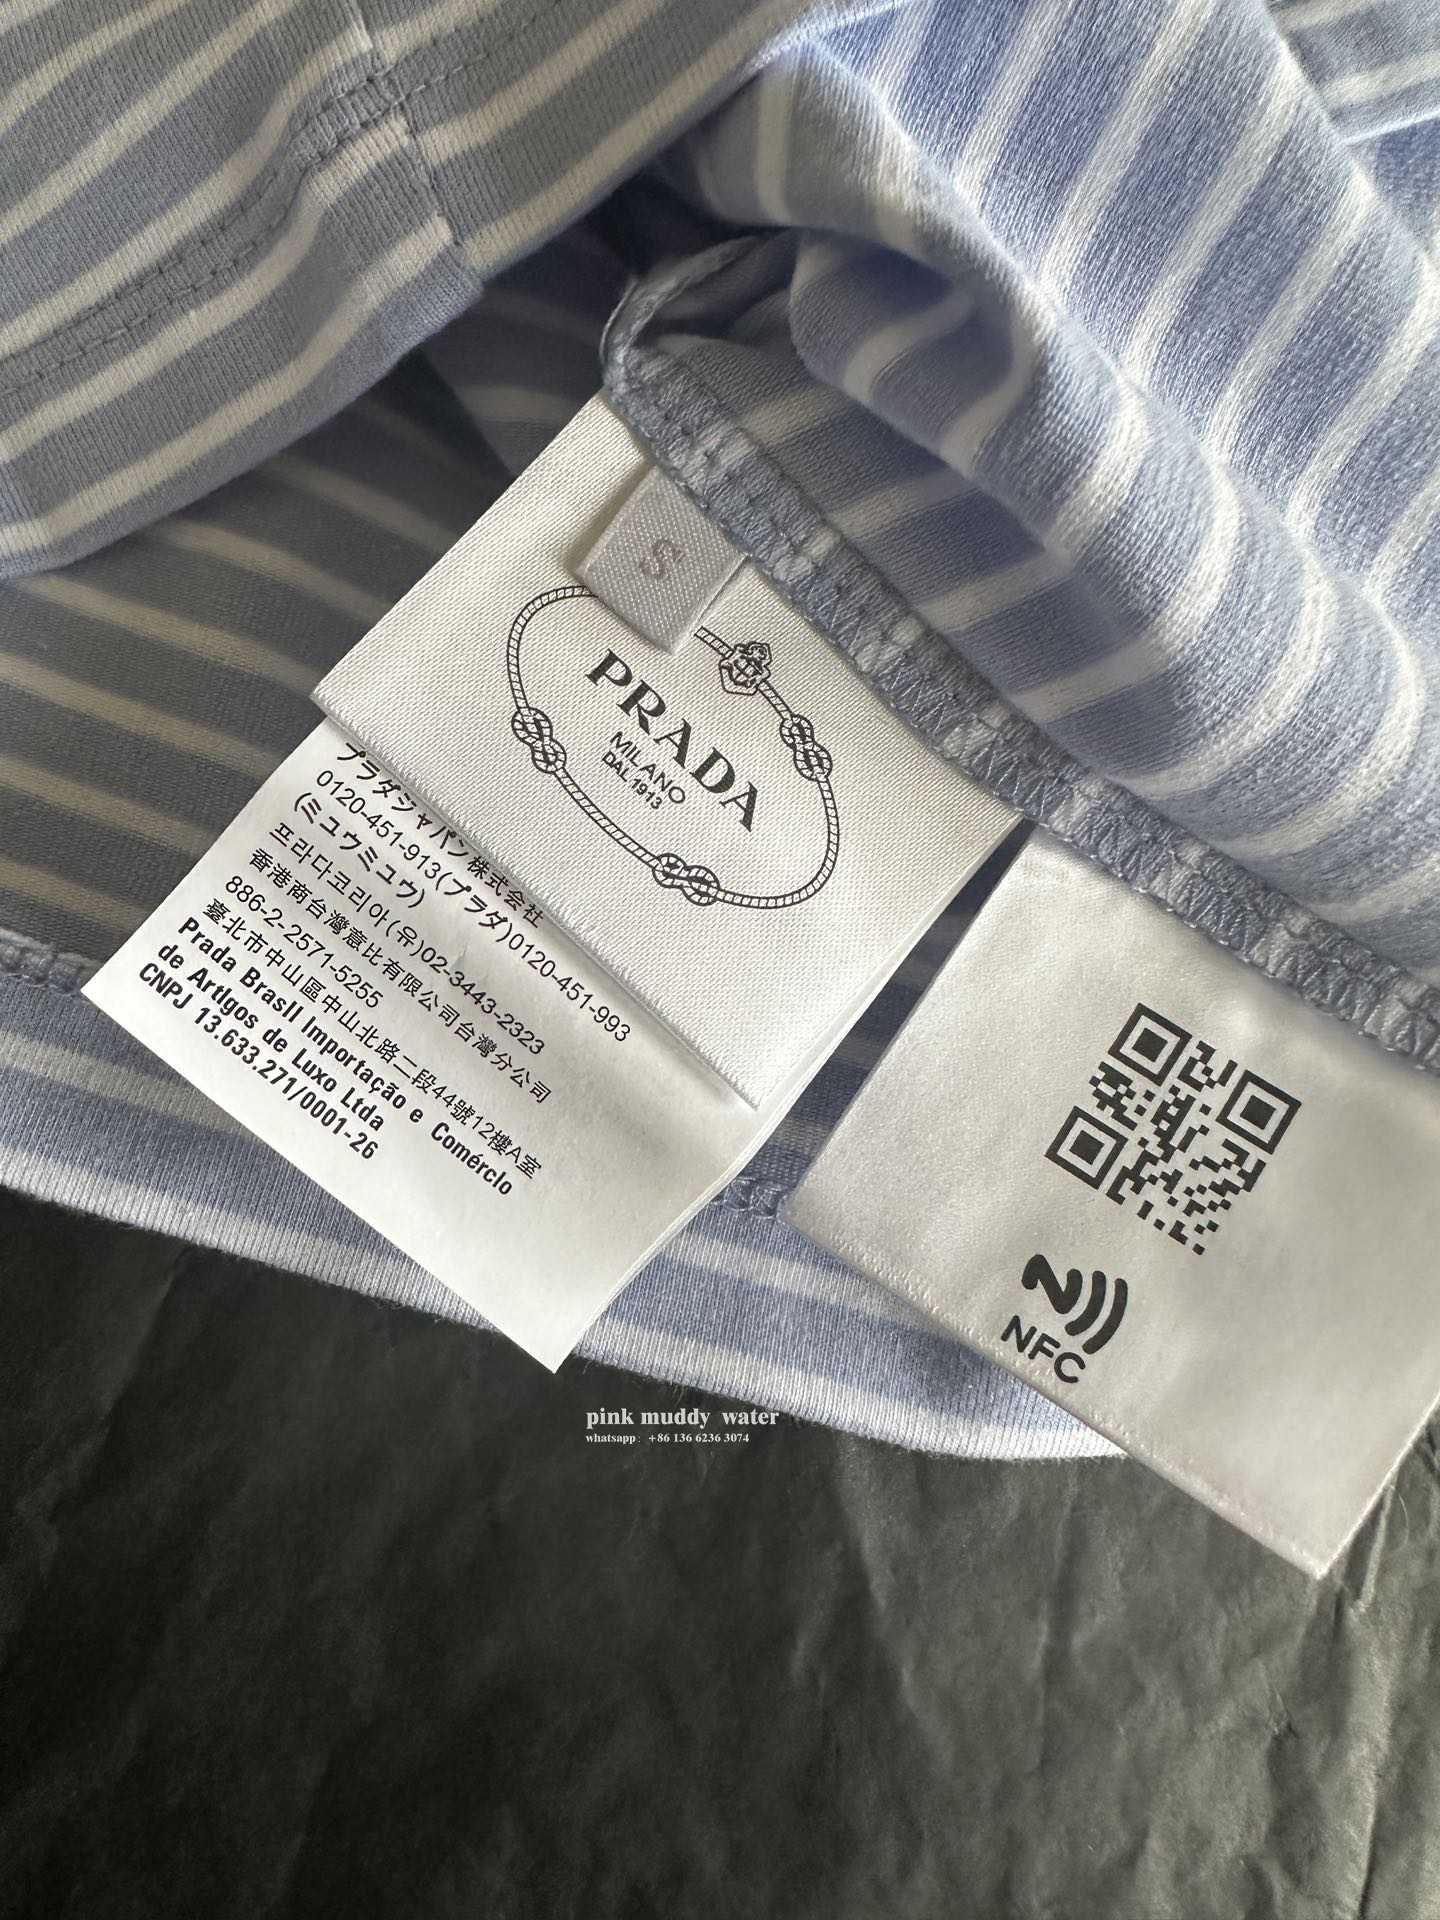 S
PRADA
MILANO
DAL 1913
プラダジャパン株式会社
0120-451-913(プラダ)0120-451-993
(ミュウミュウ)
프라다코리아(유)02-3443-2323
香港商台灣意比有限公司台灣分公司
886-2-2571-5255
臺北市中山區中山北路二段44號12樓A室
Prada Brasil Importação e Comércio
de Artigos de Luxo Ltda
CNPJ 13.633.271/0001-26
NFC
pink muddy water
whatsapp: +86 136 6236 3074